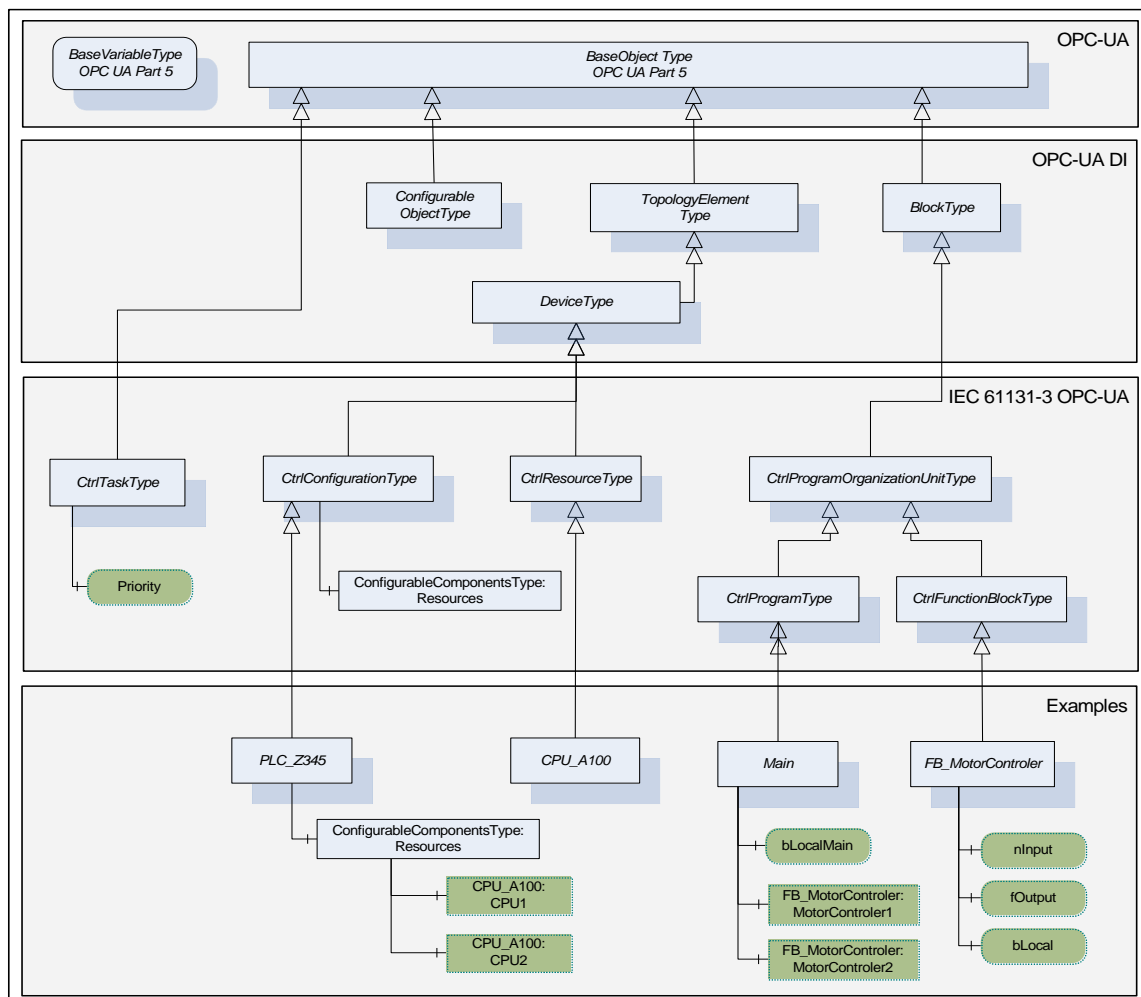 OPC-UA
BaseVariableType
OPC UA Part 5
BaseObject Type
OPC UA Part 5
OPC-UA DI
Configurable
ObjectType
TopologyElement
Type
BlockType
DeviceType
IEC 61131-3 OPC-UA
CtrlTaskType
CtrlConfigurationType
CtrlResourceType
CtrlProgramOrganizationUnitType
Priority
ConfigurableComponentsType:
Resources
CtrlProgramType
CtrlFunctionBlockType
Examples
PLC_Z345
CPU_A100
Main
FB_MotorControler
ConfigurableComponentsType:
Resources
bLocalMain
nInput
CPU_A100:
CPU1
FB_MotorControler:
MotorControler1
fOutput
CPU_A100:
CPU2
FB_MotorControler:
MotorControler2
bLocal